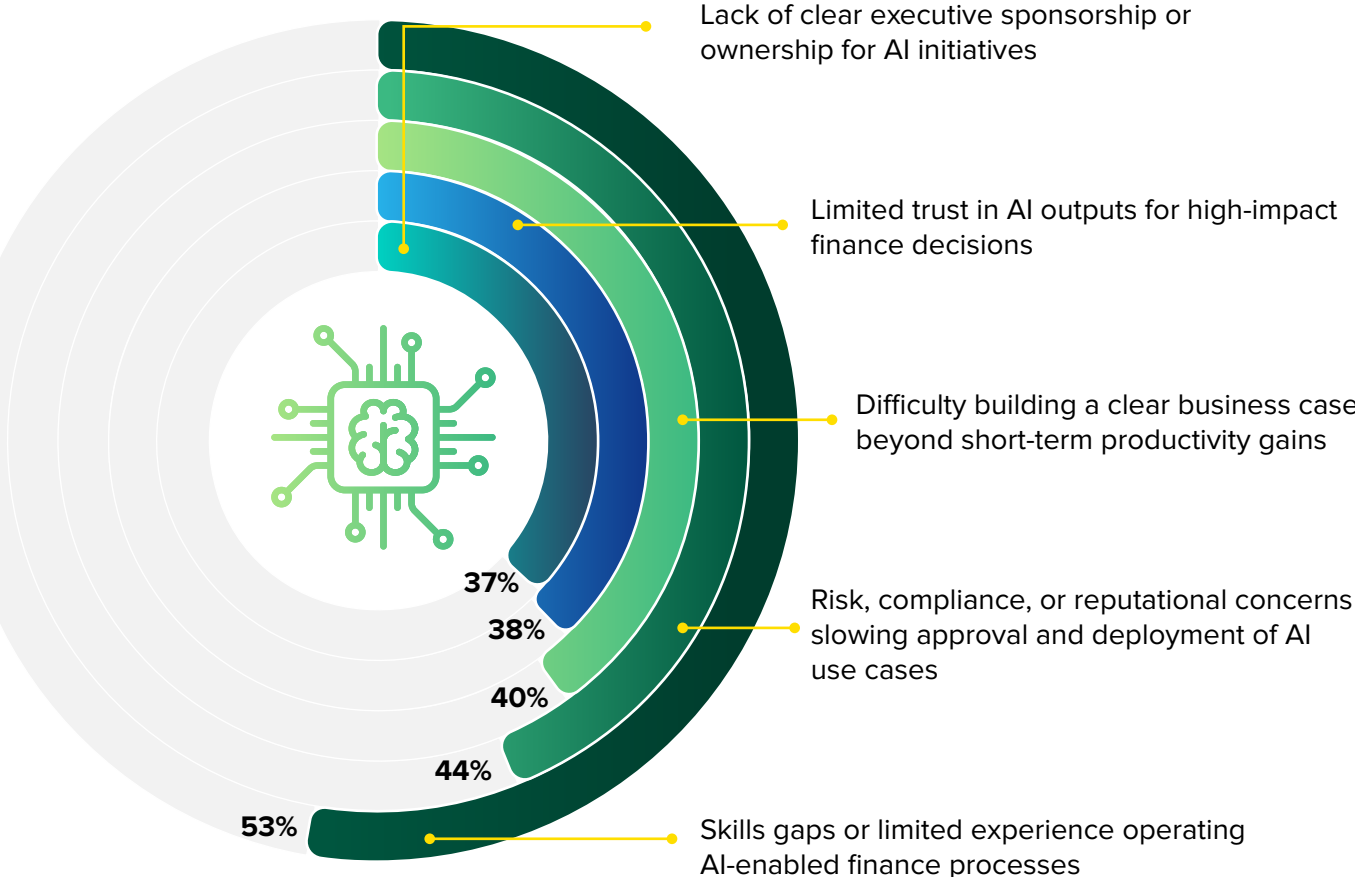 Lack of clear executive sponsorship or
ownership for AI initiatives
Limited trust in AI outputs for high-impact
finance decisions
Difficulty building a clear business case
beyond short-term productivity gains
37%
38%
Risk, compliance, or reputational concerns
slowing approval and deployment of AI
use cases
40%
44%
53%
Skills gaps or limited experience operating
AI-enabled finance processes